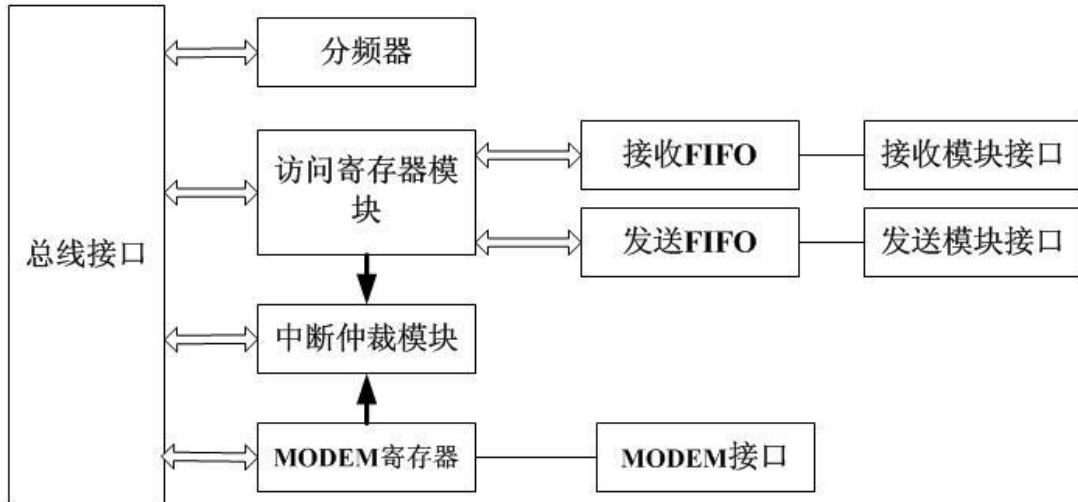 分频器
访问寄存器模
块
接收FIFO
接收模块接口
发送FIFO
发送模块接口
总线接口
中断仲裁模块
MODEM寄存器
MODEM接口